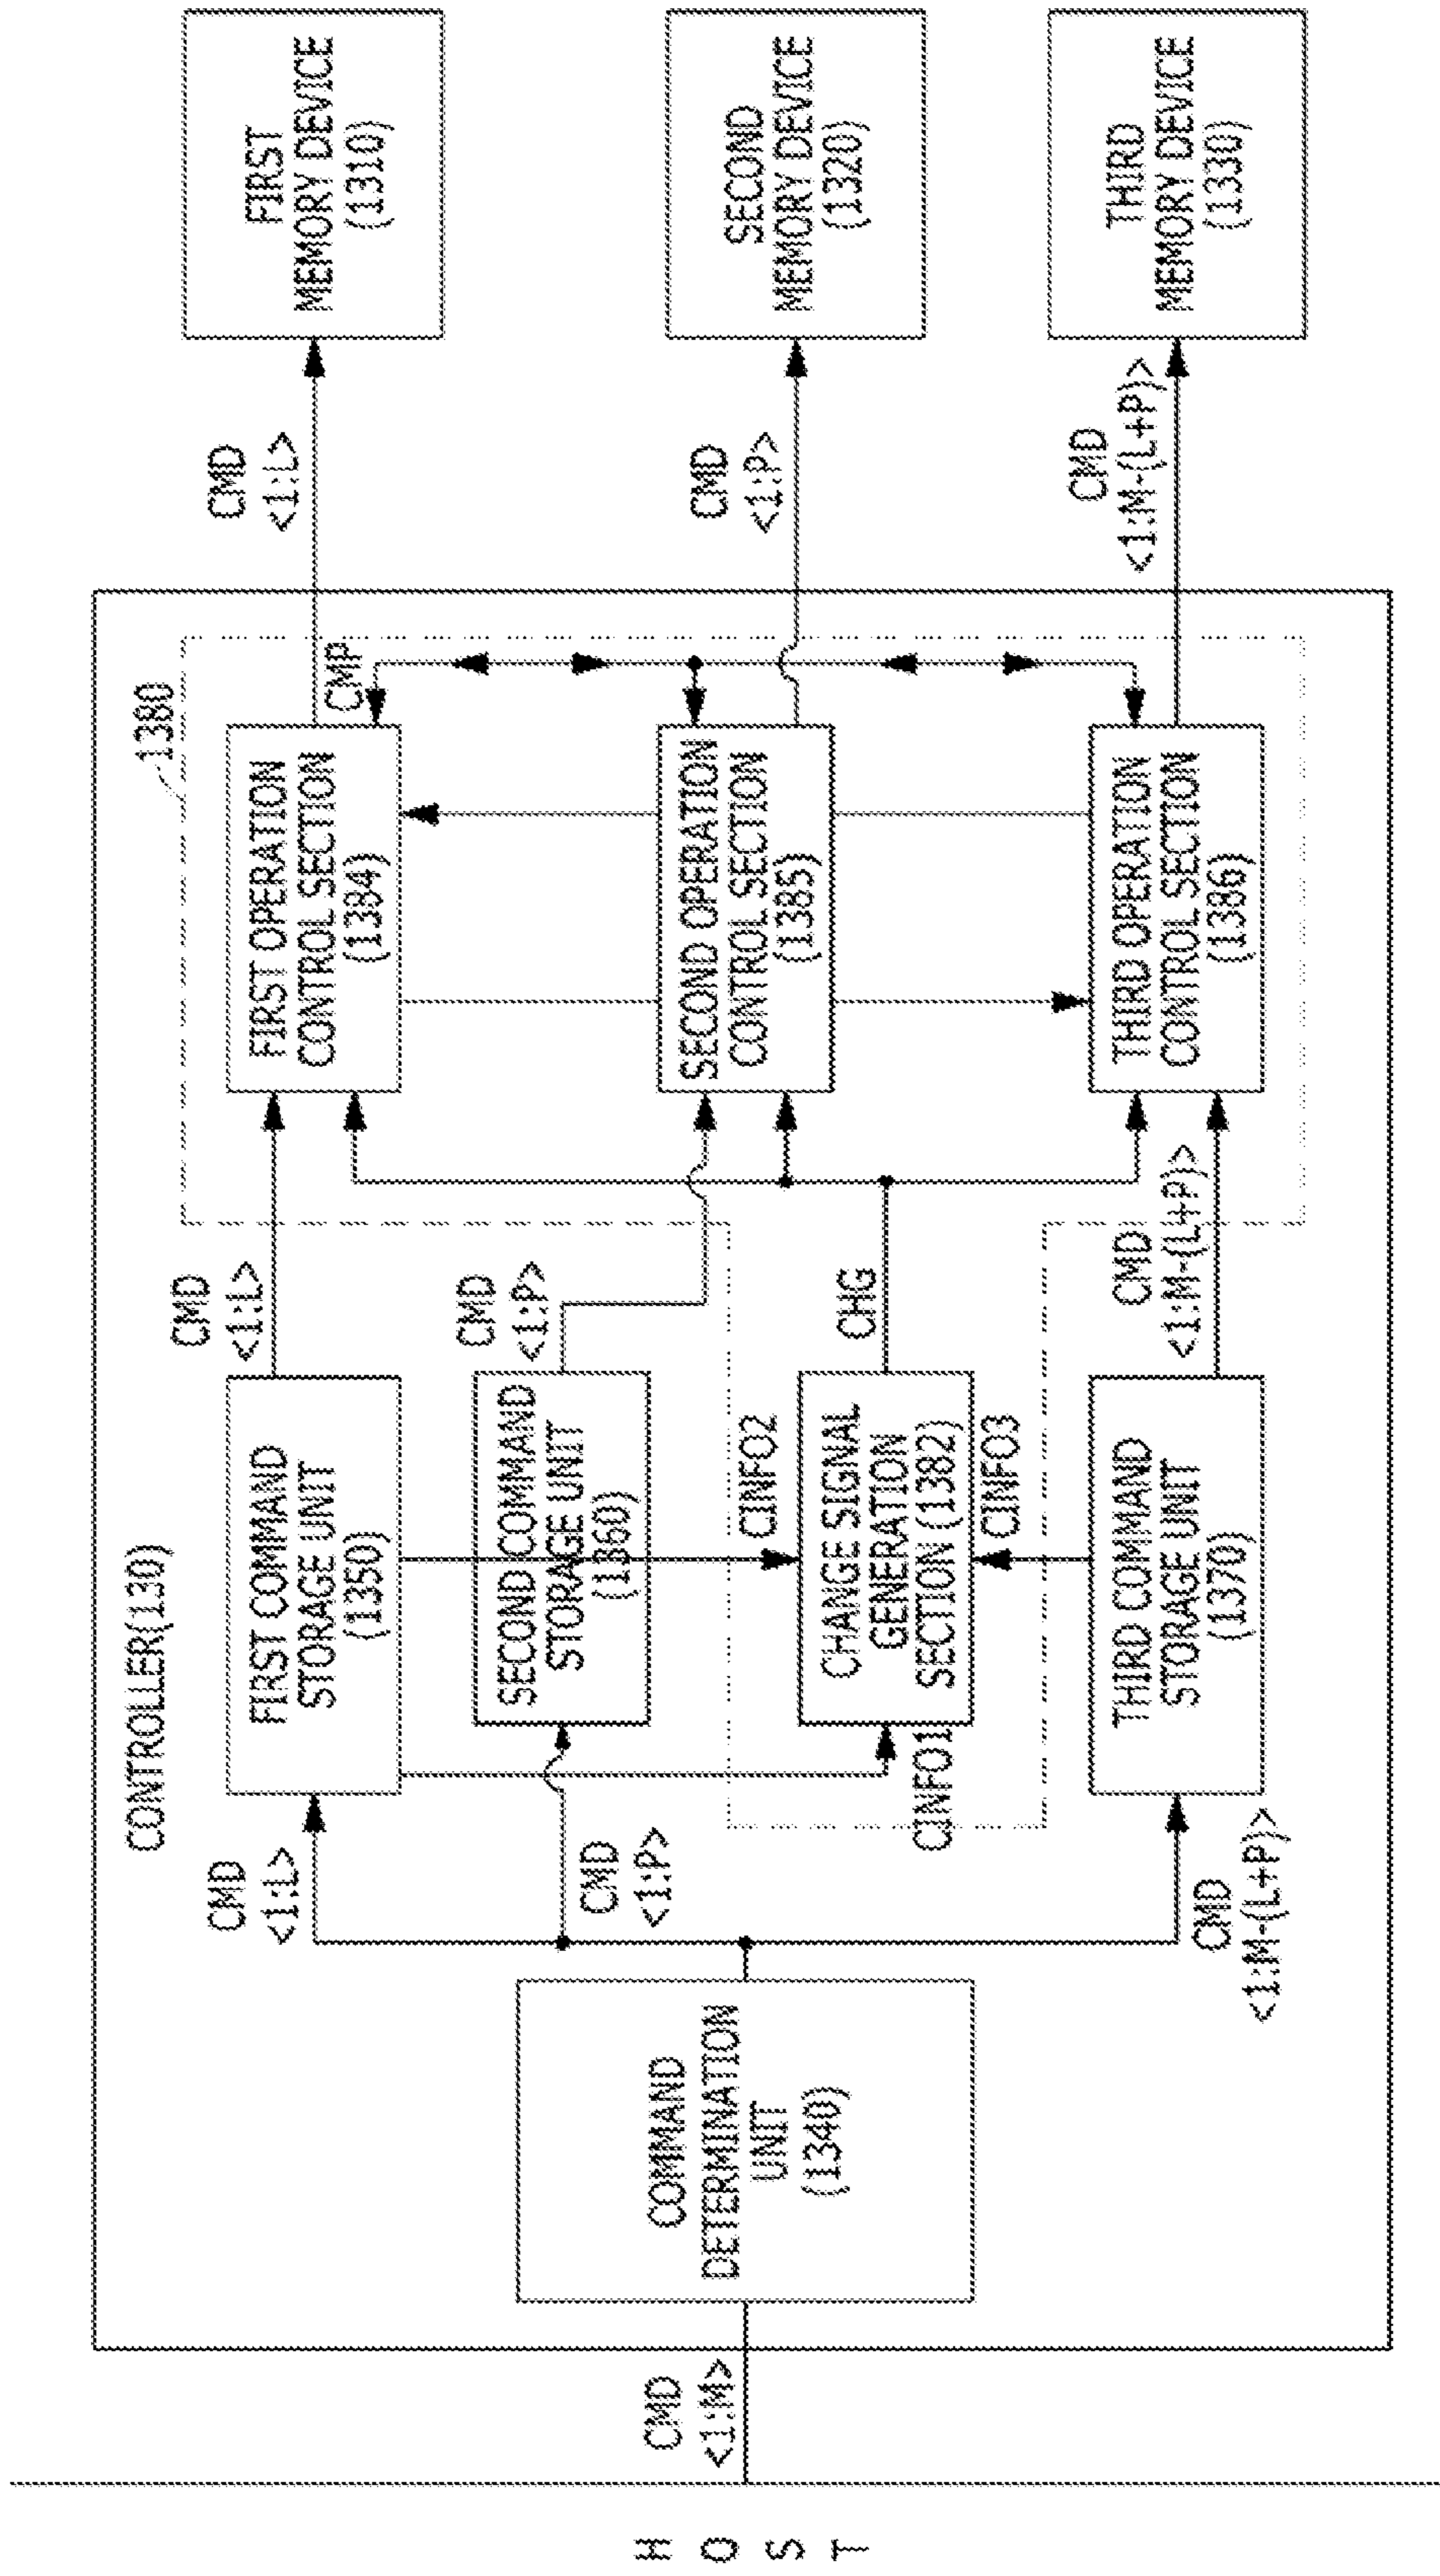 HOST
CMD
<1:M>
CONTROLLER(130)
COMMAND
DETERMINATION
UNIT
(1340)
CMD
<1:L>
CMD
<1:P>
CMD
<1:M-(L+P)>
FIRST COMMAND
STORAGE UNIT
(1350)
SECOND COMMAND
STORAGE UNIT
(1360)
CINFO1
CINFO2
CHANGE SIGNAL
GENERATION
SECTION(1382)
CINFO3
THIRD COMMAND
STORAGE UNIT
(1370)
CMD
<1:L>
CMD
<1:P>
CHG
CMD
<1:M-(L+P)>
1380
FIRST OPERATION
CONTROL SECTION
(1384)
SECOND OPERATION
CONTROL SECTION
(1385)
THIRD OPERATION
CONTROL SECTION
(1386)
CMP
CMD
<1:L>
CMD
<1:P>
CMD
<1:M-(L+P)>
FIRST
MEMORY DEVICE
(1310)
SECOND
MEMORY DEVICE
(1320)
THIRD
MEMORY DEVICE
(1330)